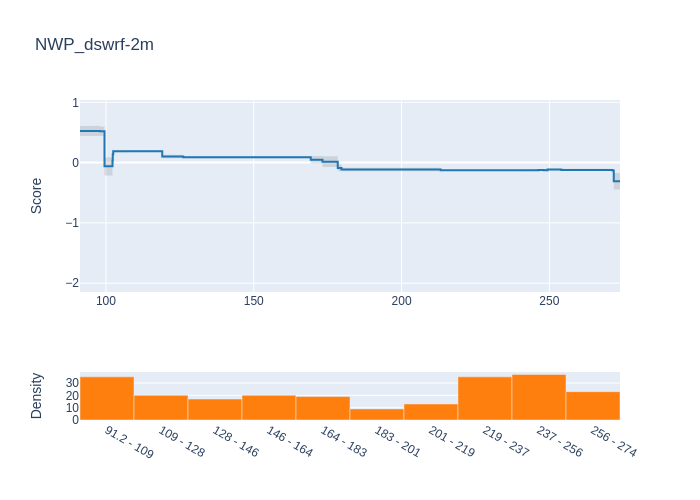 NWP_dswrf-2m
1
0
−1
−2
Score
100
150
200
250
30
20
10
0
Density
91.2 - 109
109 - 128
128 - 146
146 - 164
164 - 183
183 - 201
201 - 219
219 - 237
237 - 256
256 - 274